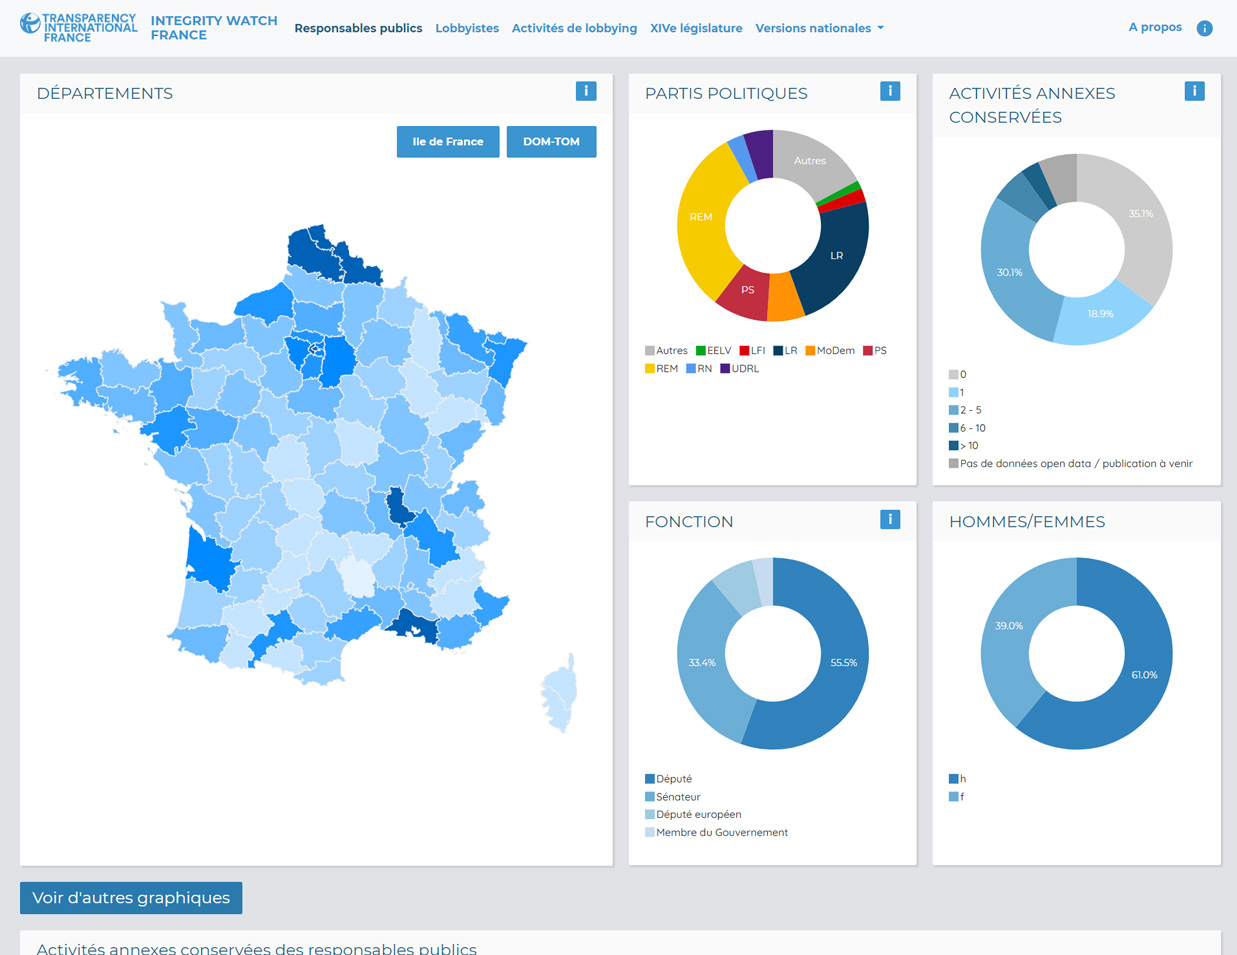 TRANSPARENCY
INTERNATIONAL
FRANCE
INTEGRITY WATCH
FRANCE
Responsables publics
Lobbyistes
Activités de lobbying
XIVe législature
Versions nationales
A propos
i
DÉPARTEMENTS
i
Ile de France
DOM-TOM
PARTIS POLITIQUES
i
Autres
REM
LR
PS
Autres EELV LFI LR MoDem PS
REM RN UDRL
ACTIVITÉS ANNEXES
CONSERVÉES
i
35.1%
30.1%
18.9%
0
1
2 - 5
6 - 10
> 10
Pas de données open data / publication à venir
FONCTION
i
33.4%
55.5%
Député
Sénateur
Député européen
Membre du Gouvernement
HOMMES/FEMMES
39.0%
61.0%
h
f
Voir d'autres graphiques
Activités annexes conservées des responsables publics